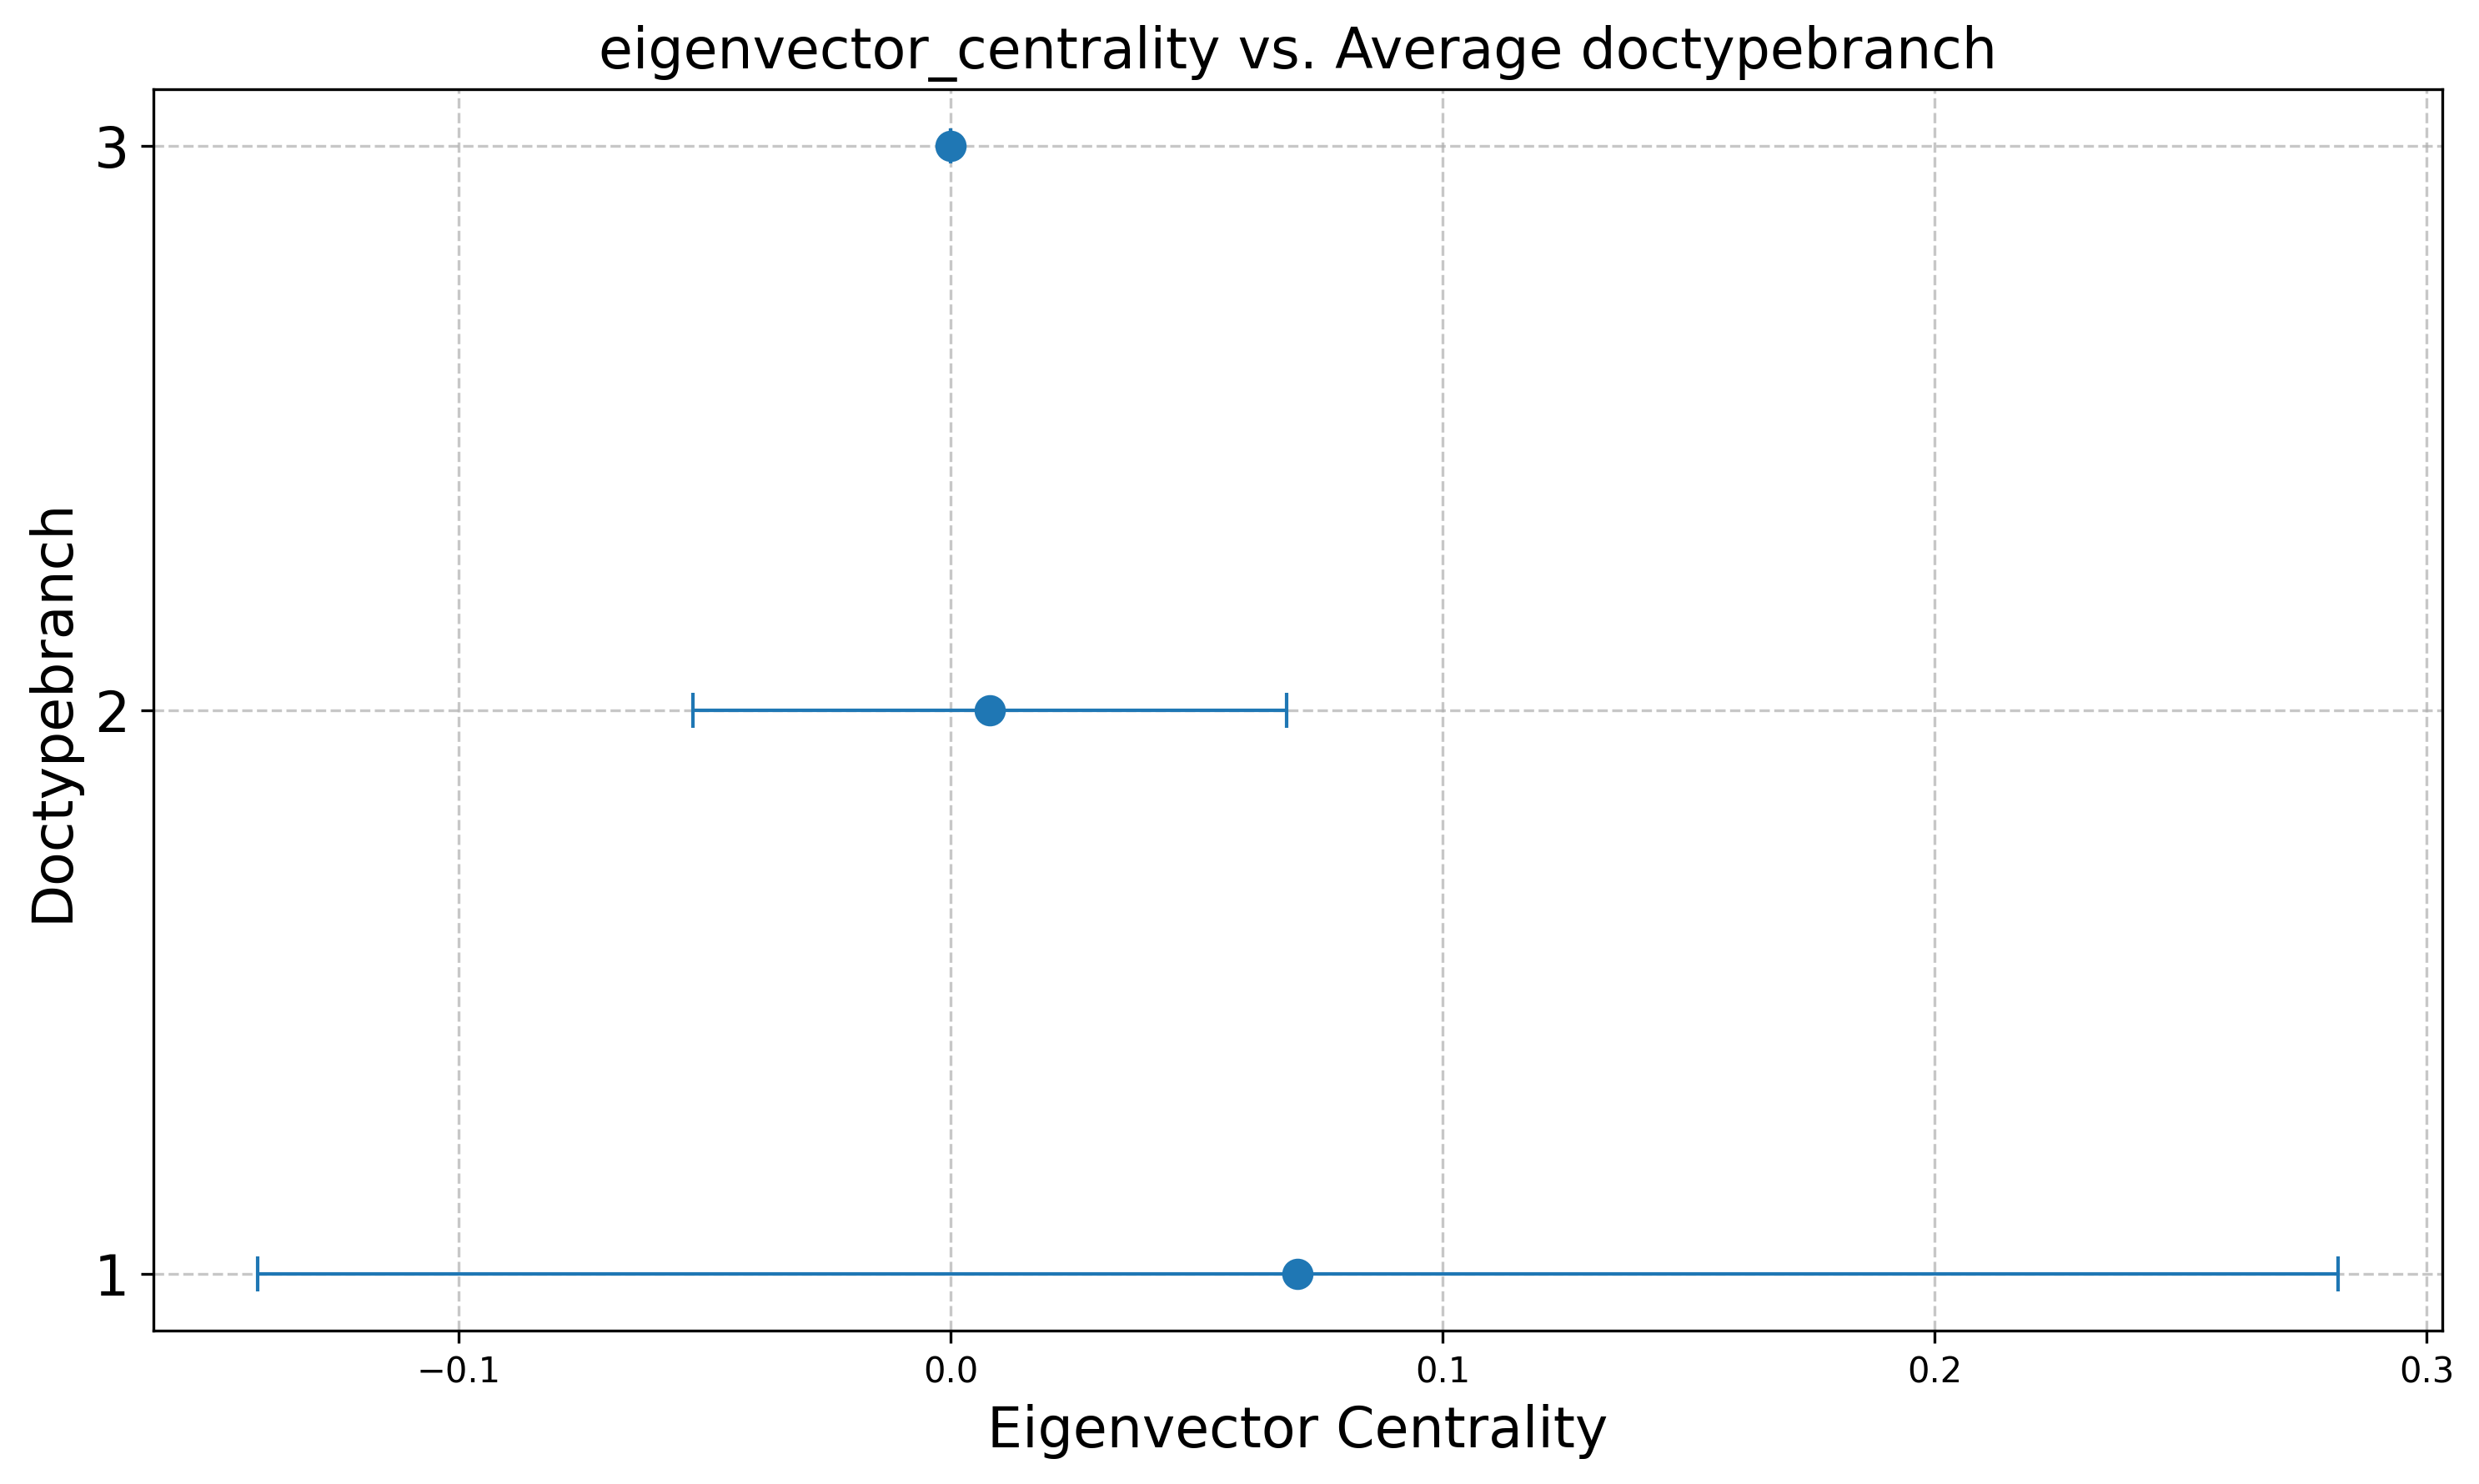 eigenvector_centrality vs. Average doctypebranch
3
2
1
Doctypebranch
−0.1
0.0
0.1
0.2
0.3
Eigenvector Centrality